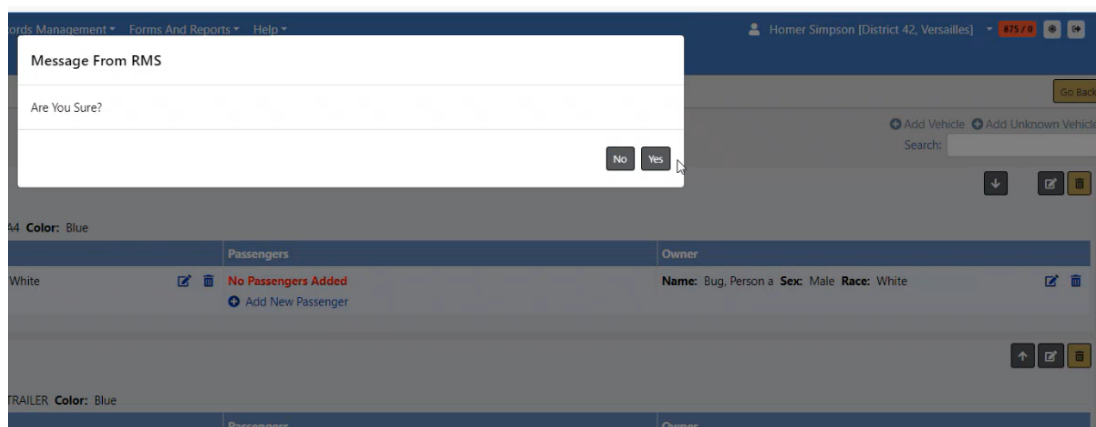 ords Management Forms And Reports Help Homer Simpson [District 42, Versailles] 875 / 0
Message From RMS
Go Back
Are You Sure?
Add Vehicle Add Unknown Vehicle
Search:
No Yes
A4 Color: Blue
Passengers Owner
White No Passengers Added Name: Bug, Person a Sex: Male Race: White
Add New Passenger
TRAILER Color: Blue
Passengers Owner